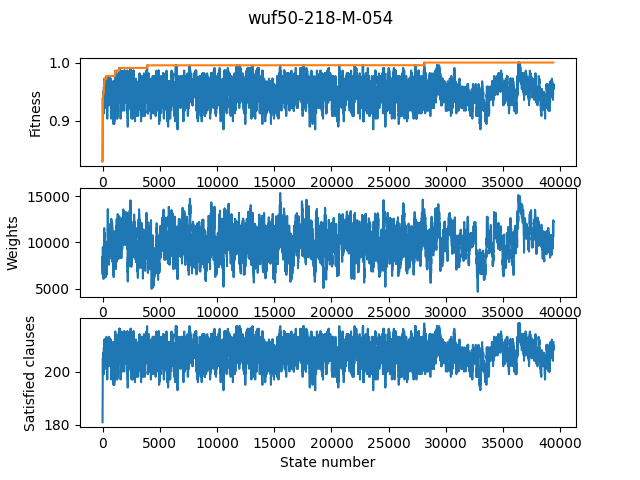 wuf50-218-M-054
1.0
0.9
Fitness
0 5000 10000 15000 20000 25000 30000 35000 40000
15000
10000
5000
Weights
0 5000 10000 15000 20000 25000 30000 35000 40000
200
180
Satisfied clauses
0 5000 10000 15000 20000 25000 30000 35000 40000
State number